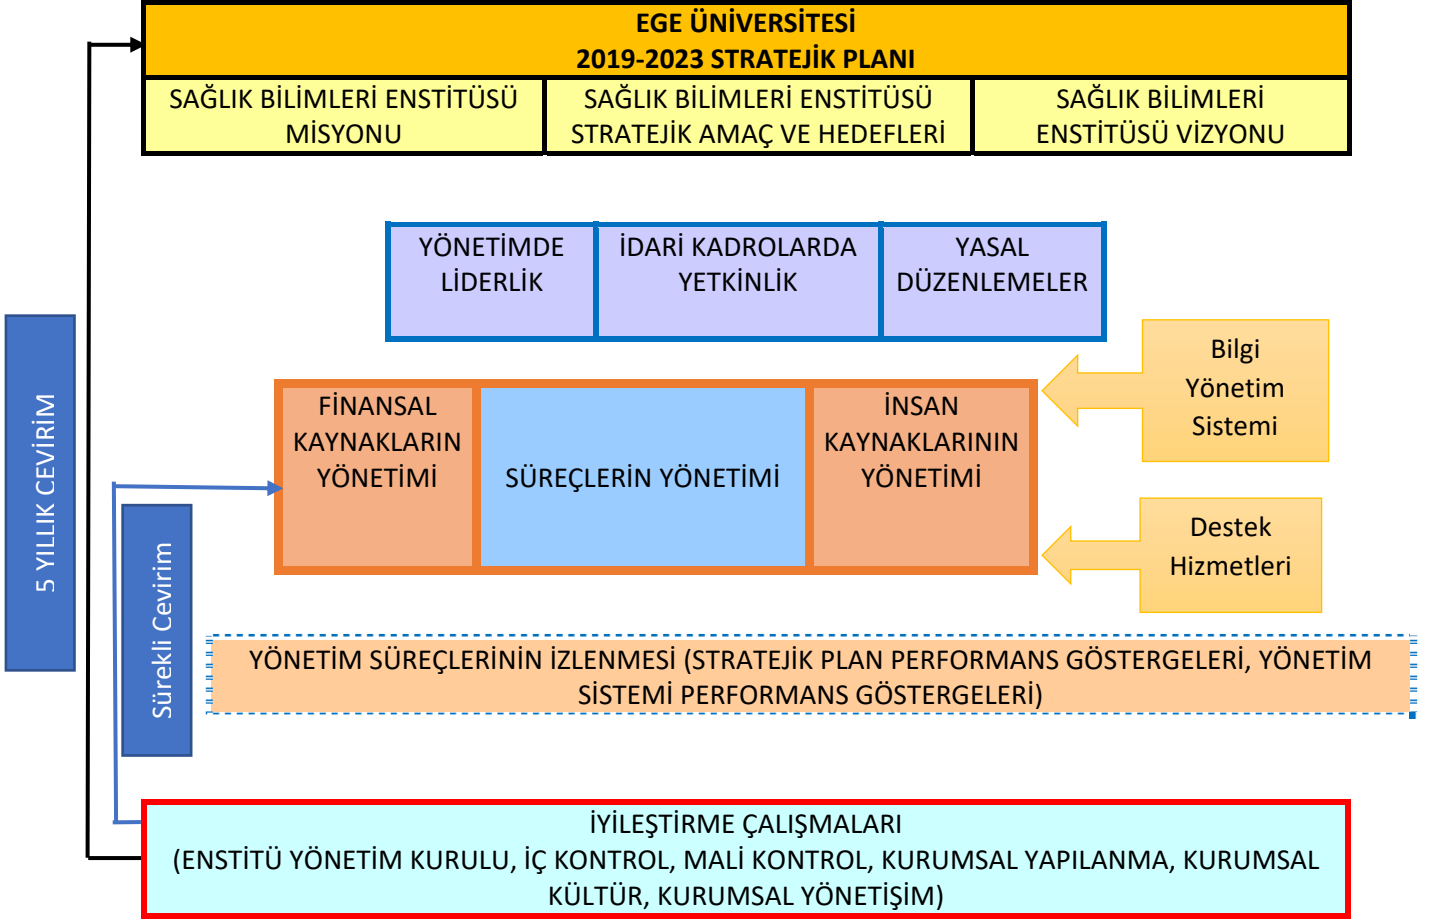 EGE ÜNİVERSİTESİ
2019-2023 STRATEJİK PLANI
SAĞLIK BİLİMLERİ ENSTİTÜSÜ
MİSYONU
SAĞLIK BİLİMLERİ ENSTİTÜSÜ
STRATEJİK AMAÇ VE HEDEFLERİ
SAĞLIK BİLİMLERİ
ENSTİTÜSÜ VİZYONU
YÖNETİMDE
LİDERLİK
İDARİ KADROLARDA
YETKİNLİK
YASAL
DÜZENLEMELER
5 YILLIK CEVİRİM
Sürekli Cevirim
FİNANSAL
KAYNAKLARIN
YÖNETİMİ
SÜREÇLERİN YÖNETİMİ
İNSAN
KAYNAKLARININ
YÖNETİMİ
Bilgi
Yönetim
Sistemi
Destek
Hizmetleri
YÖNETİM SÜREÇLERİNİN İZLENMESİ (STRATEJİK PLAN PERFORMANS GÖSTERGELERİ, YÖNETİM
SİSTEMİ PERFORMANS GÖSTERGELERİ)
İYİLEŞTİRME ÇALIŞMALARI
(ENSTİTÜ YÖNETİM KURULU, İÇ KONTROL, MALİ KONTROL, KURUMSAL YAPILANMA, KURUMSAL
KÜLTÜR, KURUMSAL YÖNETİŞİM)